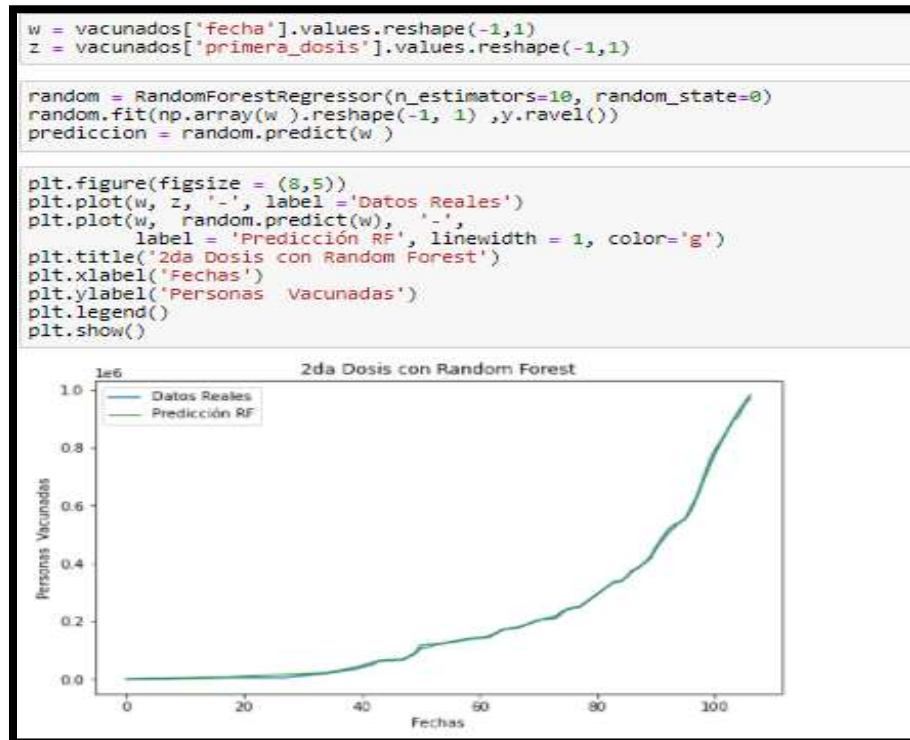 w = vacunados['fecha'].values.reshape(-1,1)
z = vacunados['primera_dosis'].values.reshape(-1,1)
random = RandomForestRegressor(n_estimators=10, random_state=0)
random.fit(np.array(w ).reshape(-1, 1) ,y.ravel())
prediccion = random.predict(w )
plt.figure(figsize = (8,5))
plt.plot(w, z, '-', label ='Datos Reales')
plt.plot(w,  random.predict(w),  '-',
         label = 'Predicción RF', linewidth = 1, color='g')
plt.title('2da Dosis con Random Forest')
plt.xlabel('Fechas')
plt.ylabel('Personas  Vacunadas')
plt.legend()
plt.show()
1e6
2da Dosis con Random Forest
Datos Reales
Predicción RF
1.0
0.8
0.6
0.4
0.2
0.0
Personas Vacunadas
0 20 40 60 80 100
Fechas